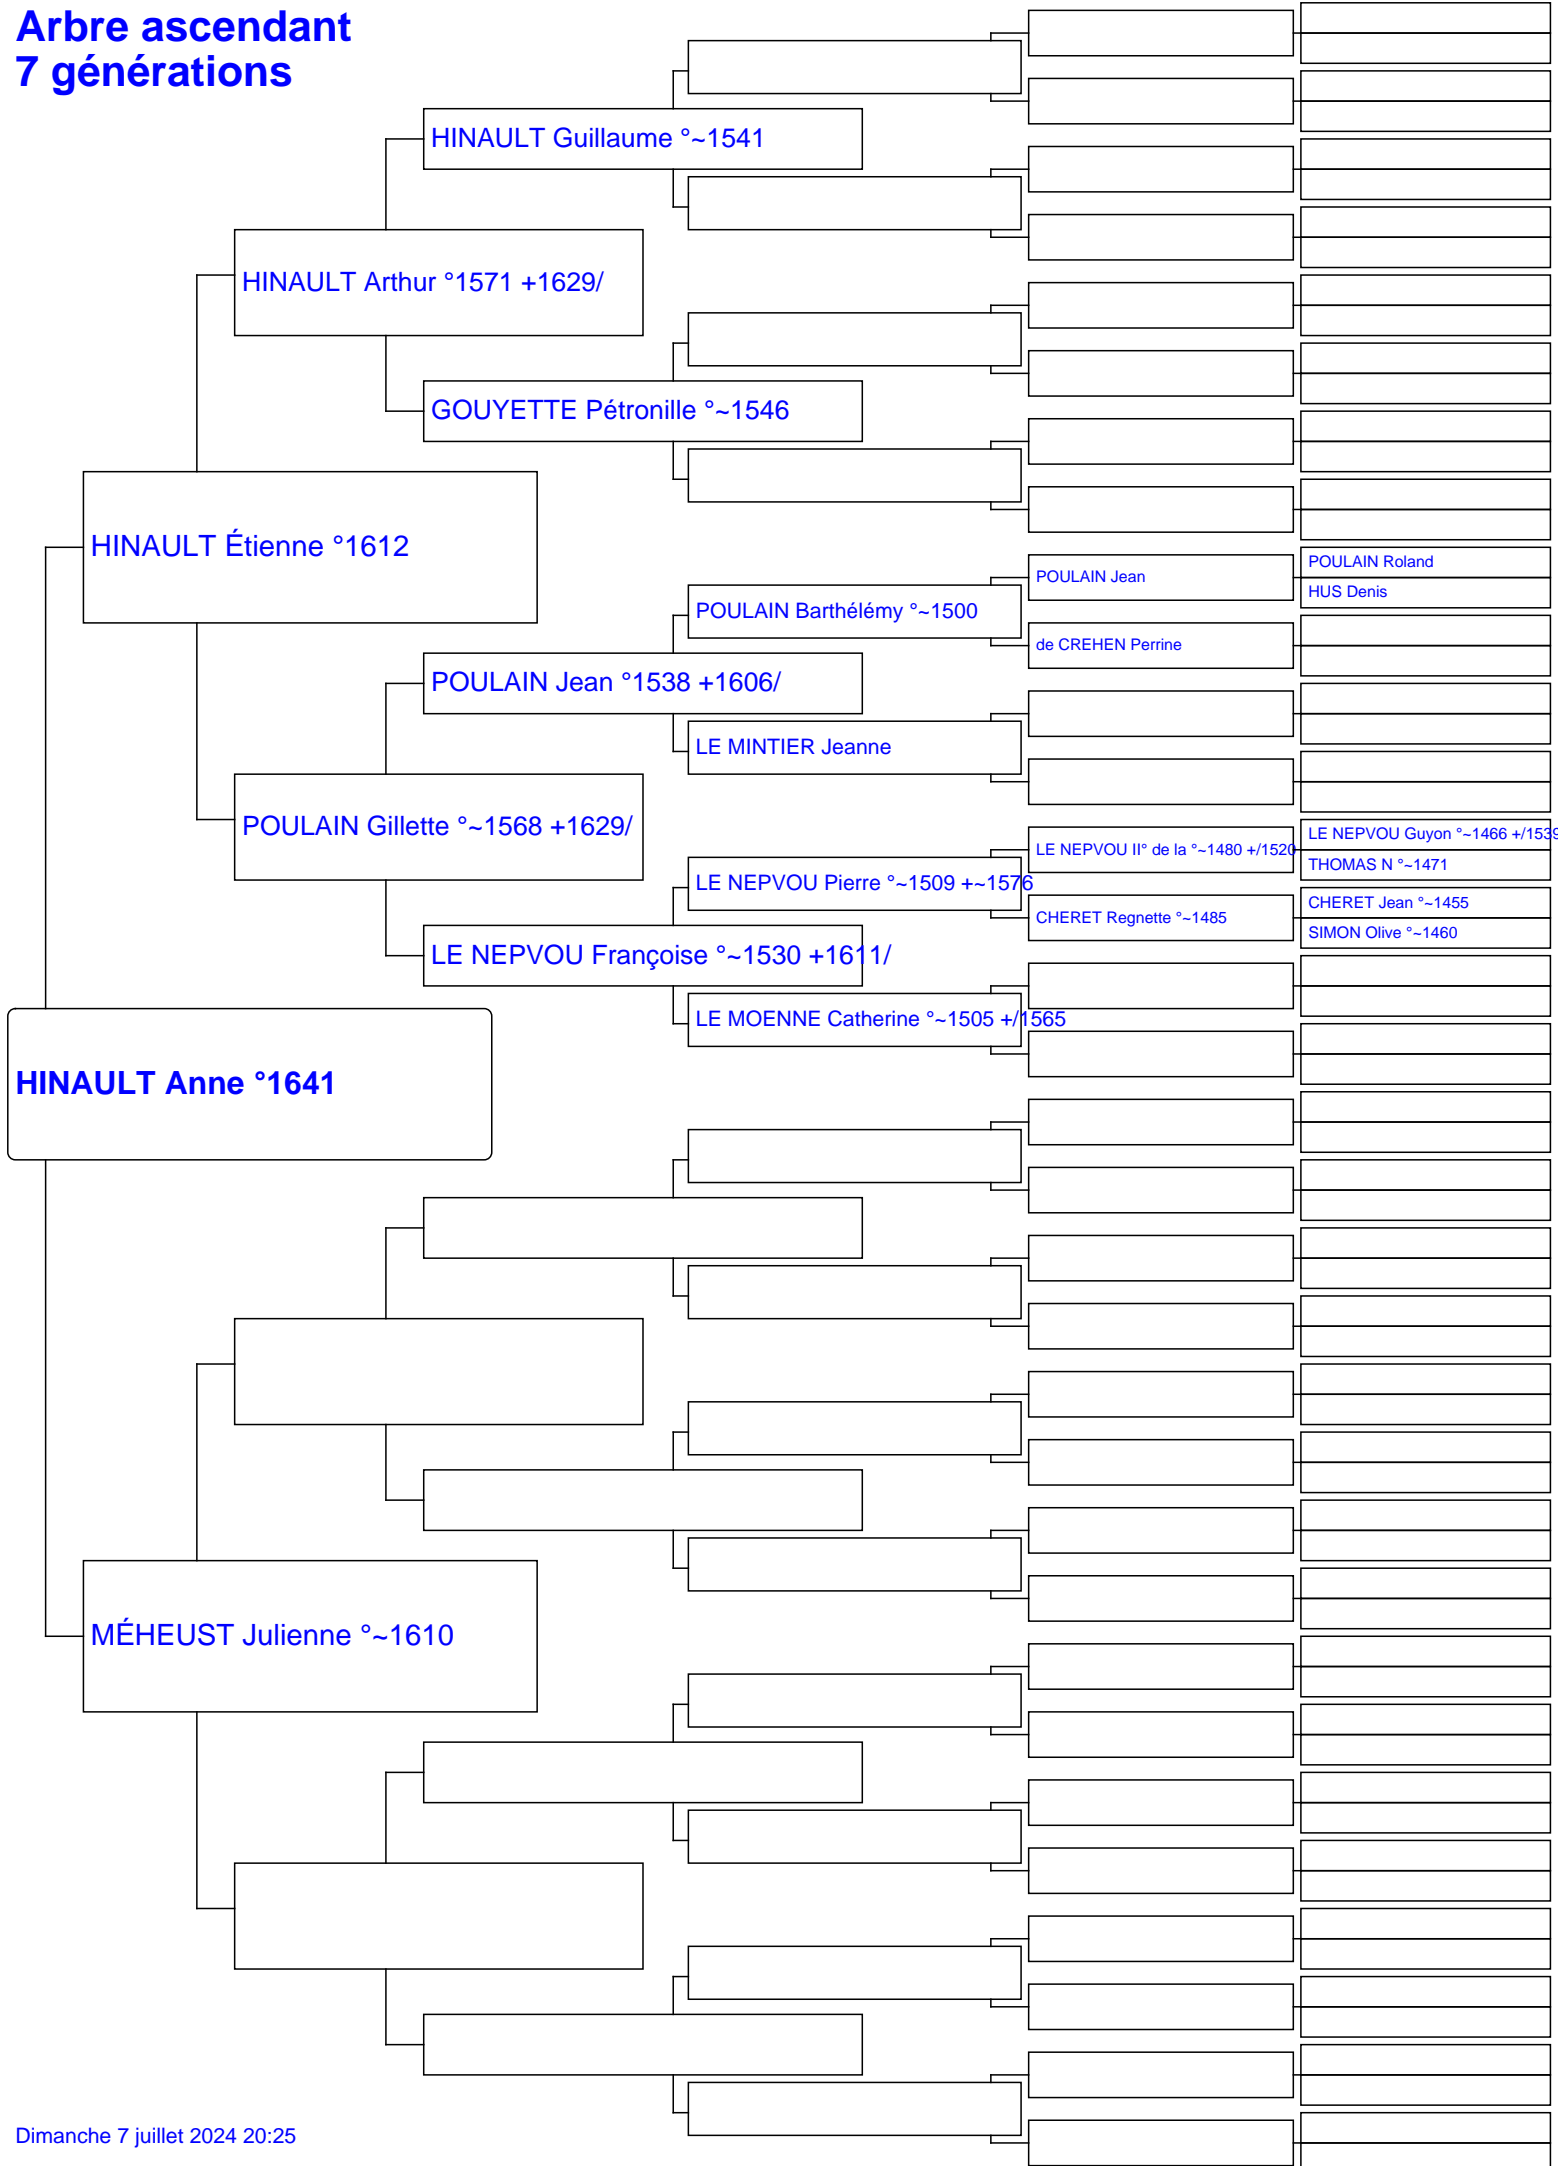 Arbre ascendant
7 générations
HINAULT Guillaume °~1541
HINAULT Arthur °1571 +1629/
GOUYETTE Pétronille °~1546
HINAULT Étienne °1612
POULAIN Roland
POULAIN Jean
HUS Denis
POULAIN Barthélémy °~1500
de CREHEN Perrine
POULAIN Jean °1538 +1606/
LE MINTIER Jeanne
POULAIN Gillette °~1568 +1629/
LE NEPVOU Guyon °~1466 +/1539
LE NEPVOU II° de la °~1480 +/1520
THOMAS N °~1471
LE NEPVOU Pierre °~1509 +~1576
CHERET Jean °~1455
CHERET Regnette °~1485
SIMON Olive °~1460
LE NEPVOU Françoise °~1530 +1611/
LE MOENNE Catherine °~1505 +/1565
HINAULT Anne °1641
MÉHEUST Julienne °~1610
Dimanche 7 juillet 2024 20:25